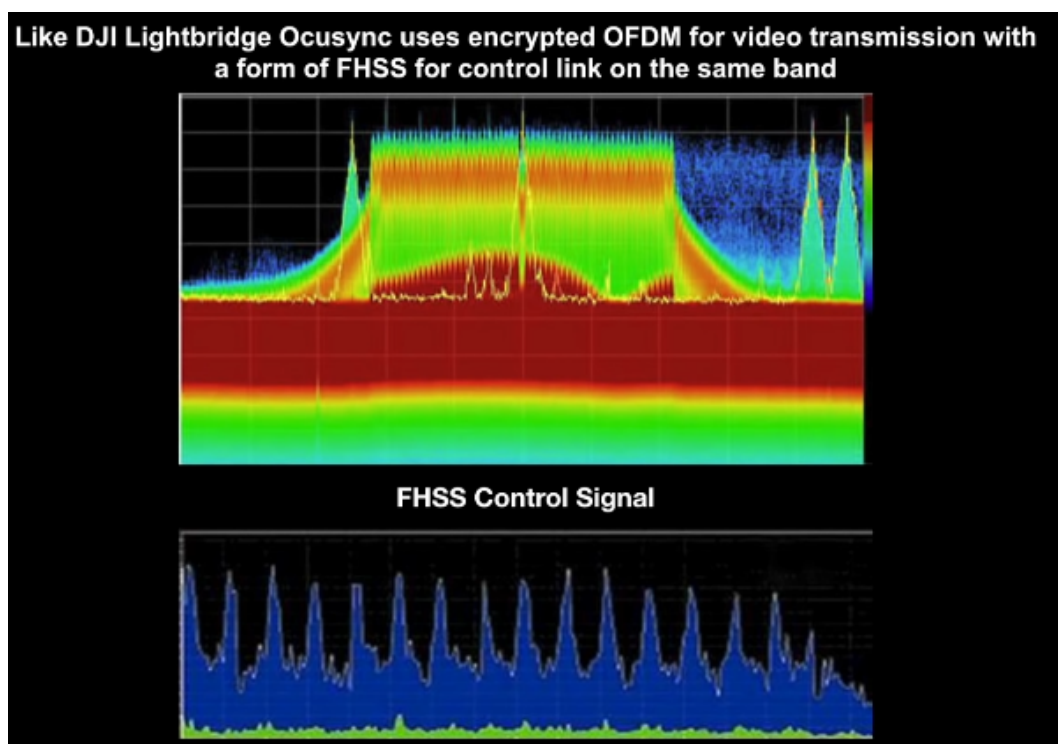 Like DJI Lightbridge Ocusync uses encrypted OFDM for video transmission with
a form of FHSS for control link on the same band
FHSS Control Signal